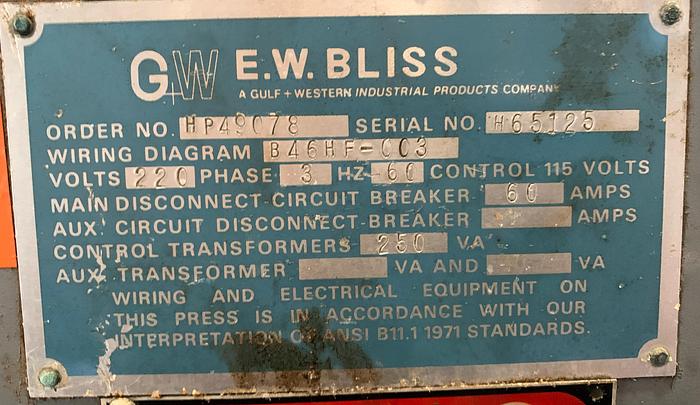 G+W E.W. BLISS
A GULF + WESTERN INDUSTRIAL PRODUCTS COMPANY
ORDER NO. HP49078 SERIAL NO. H65125
WIRING DIAGRAM B46HF-003
VOLTS 220 PHASE 3 HZ 60 CONTROL 115 VOLTS
MAIN DISCONNECT-CIRCUIT BREAKER 60 AMPS
AUX. CIRCUIT DISCONNECT-BREAKER AMPS
CONTROL TRANSFORMERS 250 VA
AUX. TRANSFORMER VA AND VA
WIRING AND ELECTRICAL EQUIPMENT ON
THIS PRESS IS IN ACCORDANCE WITH OUR
INTERPRETATION OF ANSI B11.1 1971 STANDARDS.